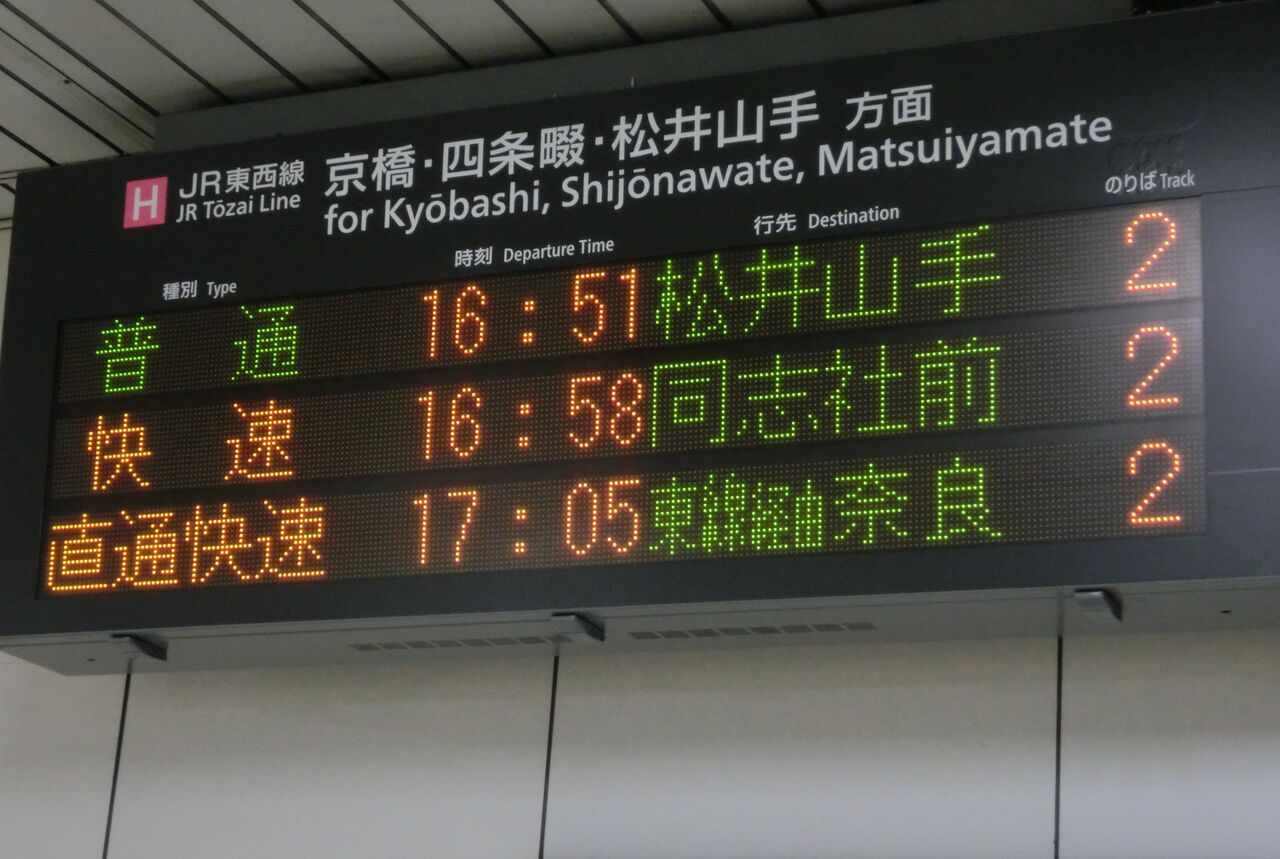 H JR東西線 京橋・四条畷・松井山手 方面
JR Tōzai Line for Kyōbashi, Shijōnawate, Matsuiyamate
種別 Type 時刻 Departure Time 行先 Destination のりば Track
普通 16:51 松井山手 2
快速 16:58 同志社前 2
直通快速 17:05 東線経由奈良 2